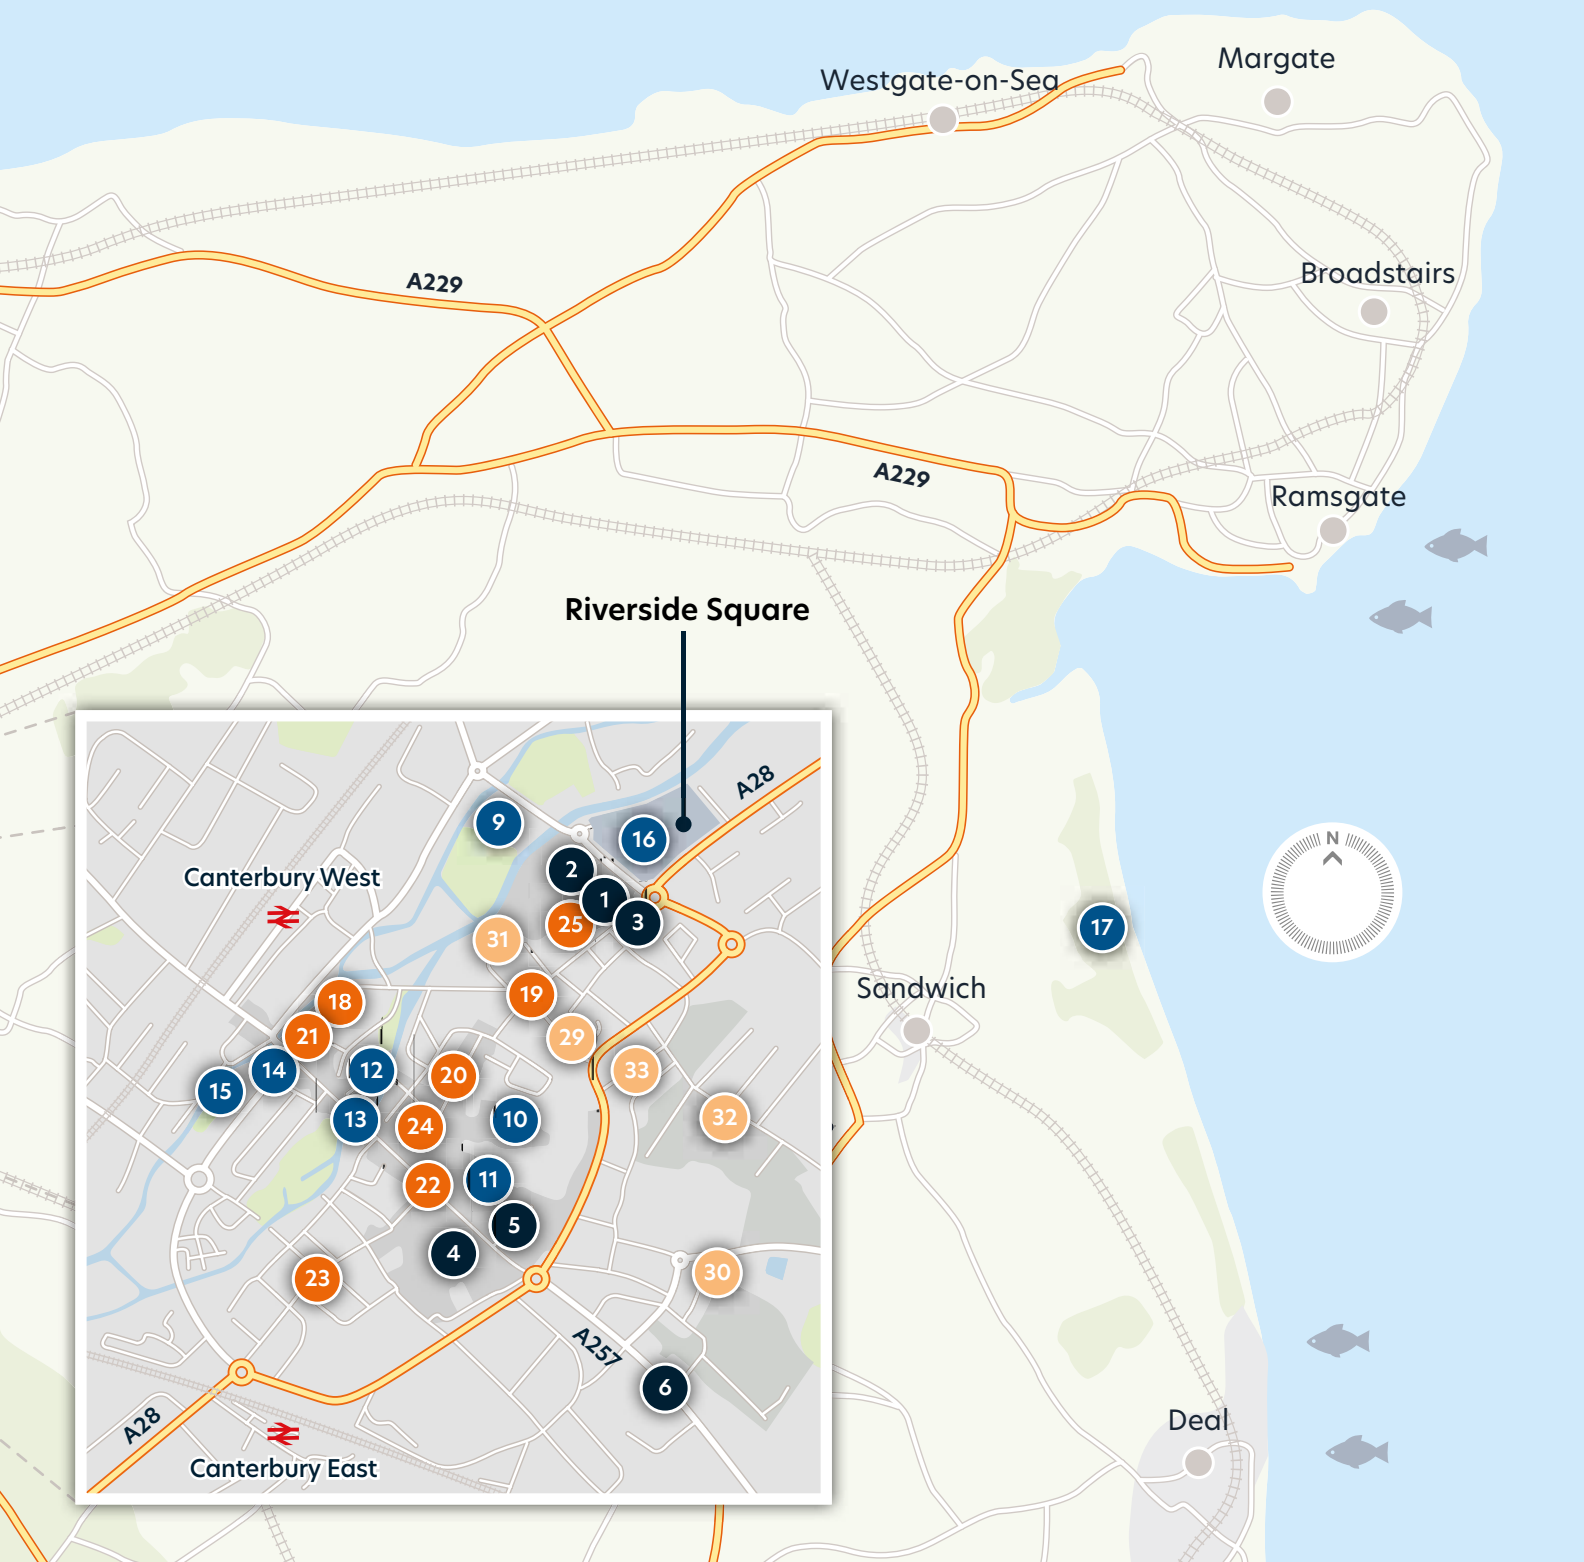 Margate
Westgate-on-Sea
Broadstairs
A229
A229
Ramsgate
Riverside Square
A28
9
16
2
N
Canterbury West
1
25
3
17
31
Sandwich
19
18
21
29
14
12
20
33
15
13
24
10
32
11
22
5
4
30
23
A257
6
A28
Deal
Canterbury East